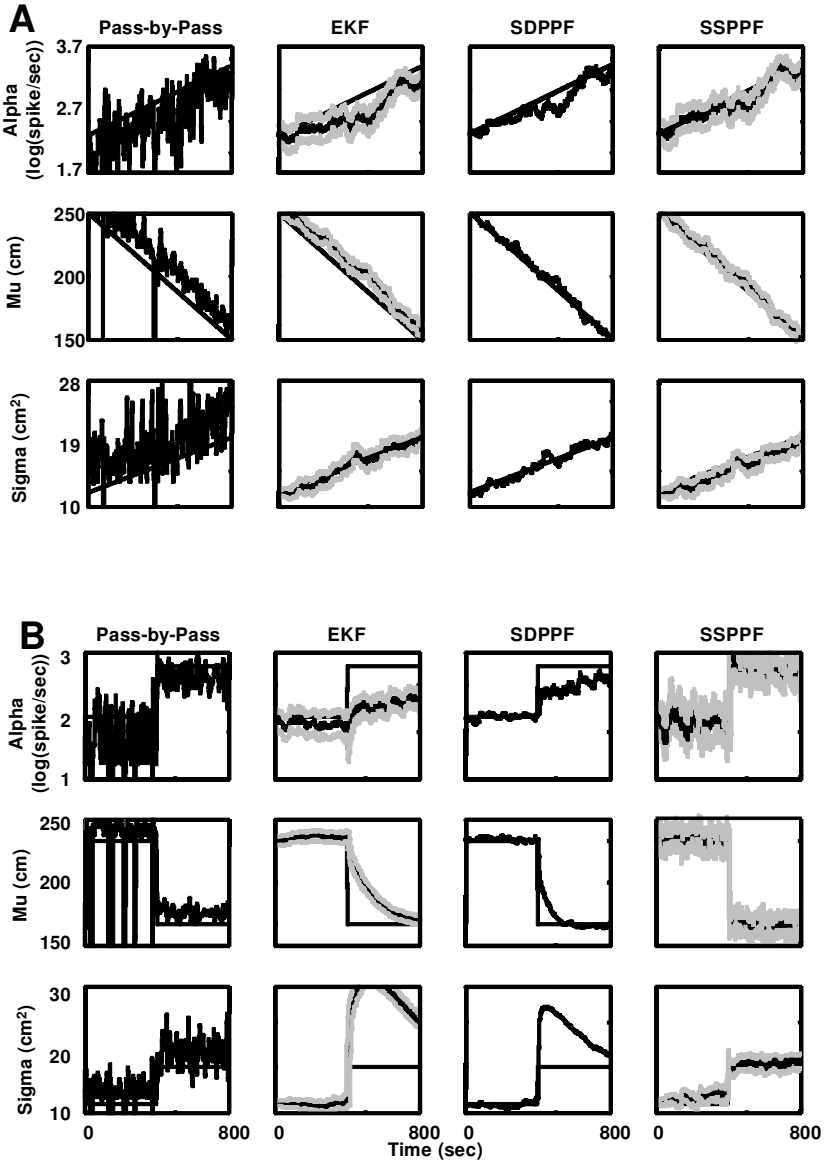 A
Pass-by-Pass EKF SDPPF SSPPF
Alpha
(log(spike/sec))
3.7
2.7
1.7
Mu (cm)
250
200
150
Sigma (cm²)
28
19
10
B
Pass-by-Pass EKF SDPPF SSPPF
Alpha
(log(spike/sec))
3
2
1
Mu (cm)
250
200
150
Sigma (cm²)
30
20
10
0 800 0 800 0 800 0 800
Time (sec)